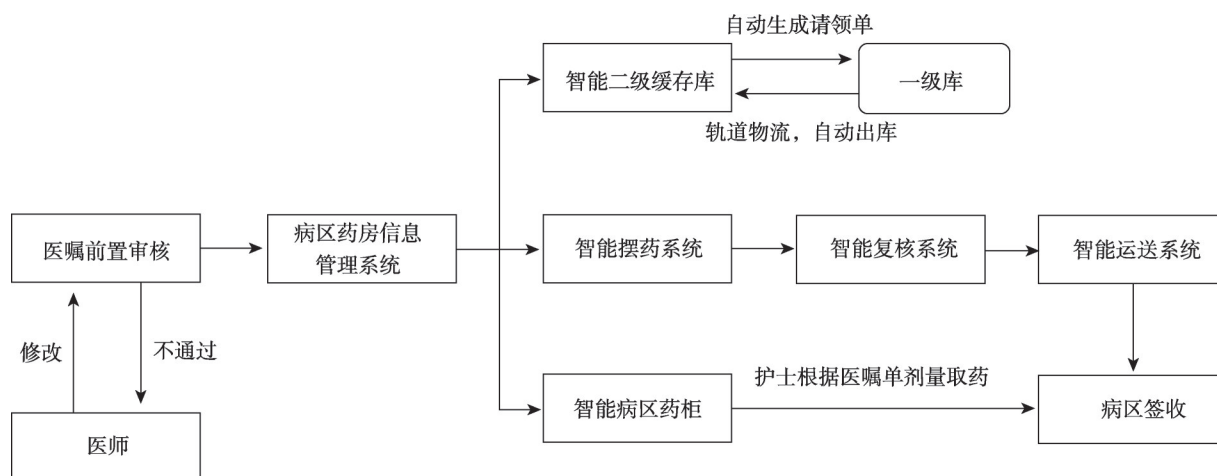 自动生成请领单
智能二级缓存库
一级库
轨道物流，自动出库
医嘱前置审核
病区药房信息
管理系统
智能摆药系统
智能复核系统
智能运送系统
修改
不通过
护士根据医嘱单剂量取药
智能病区药柜
病区签收
医师